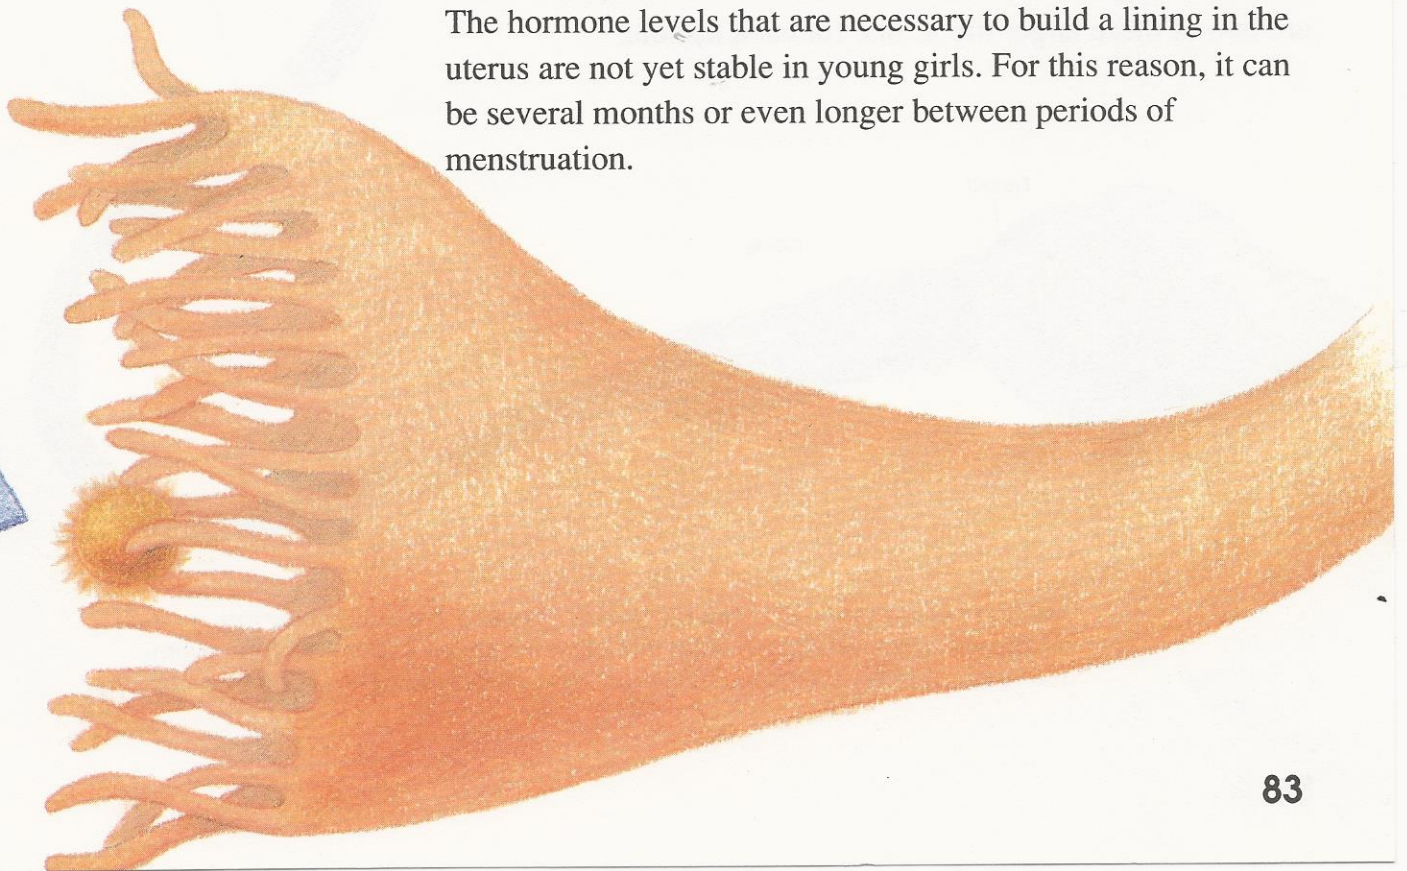 The hormone levels that are necessary to build a lining in the
uterus are not yet stable in young girls. For this reason, it can
be several months or even longer between periods of
menstruation.
83